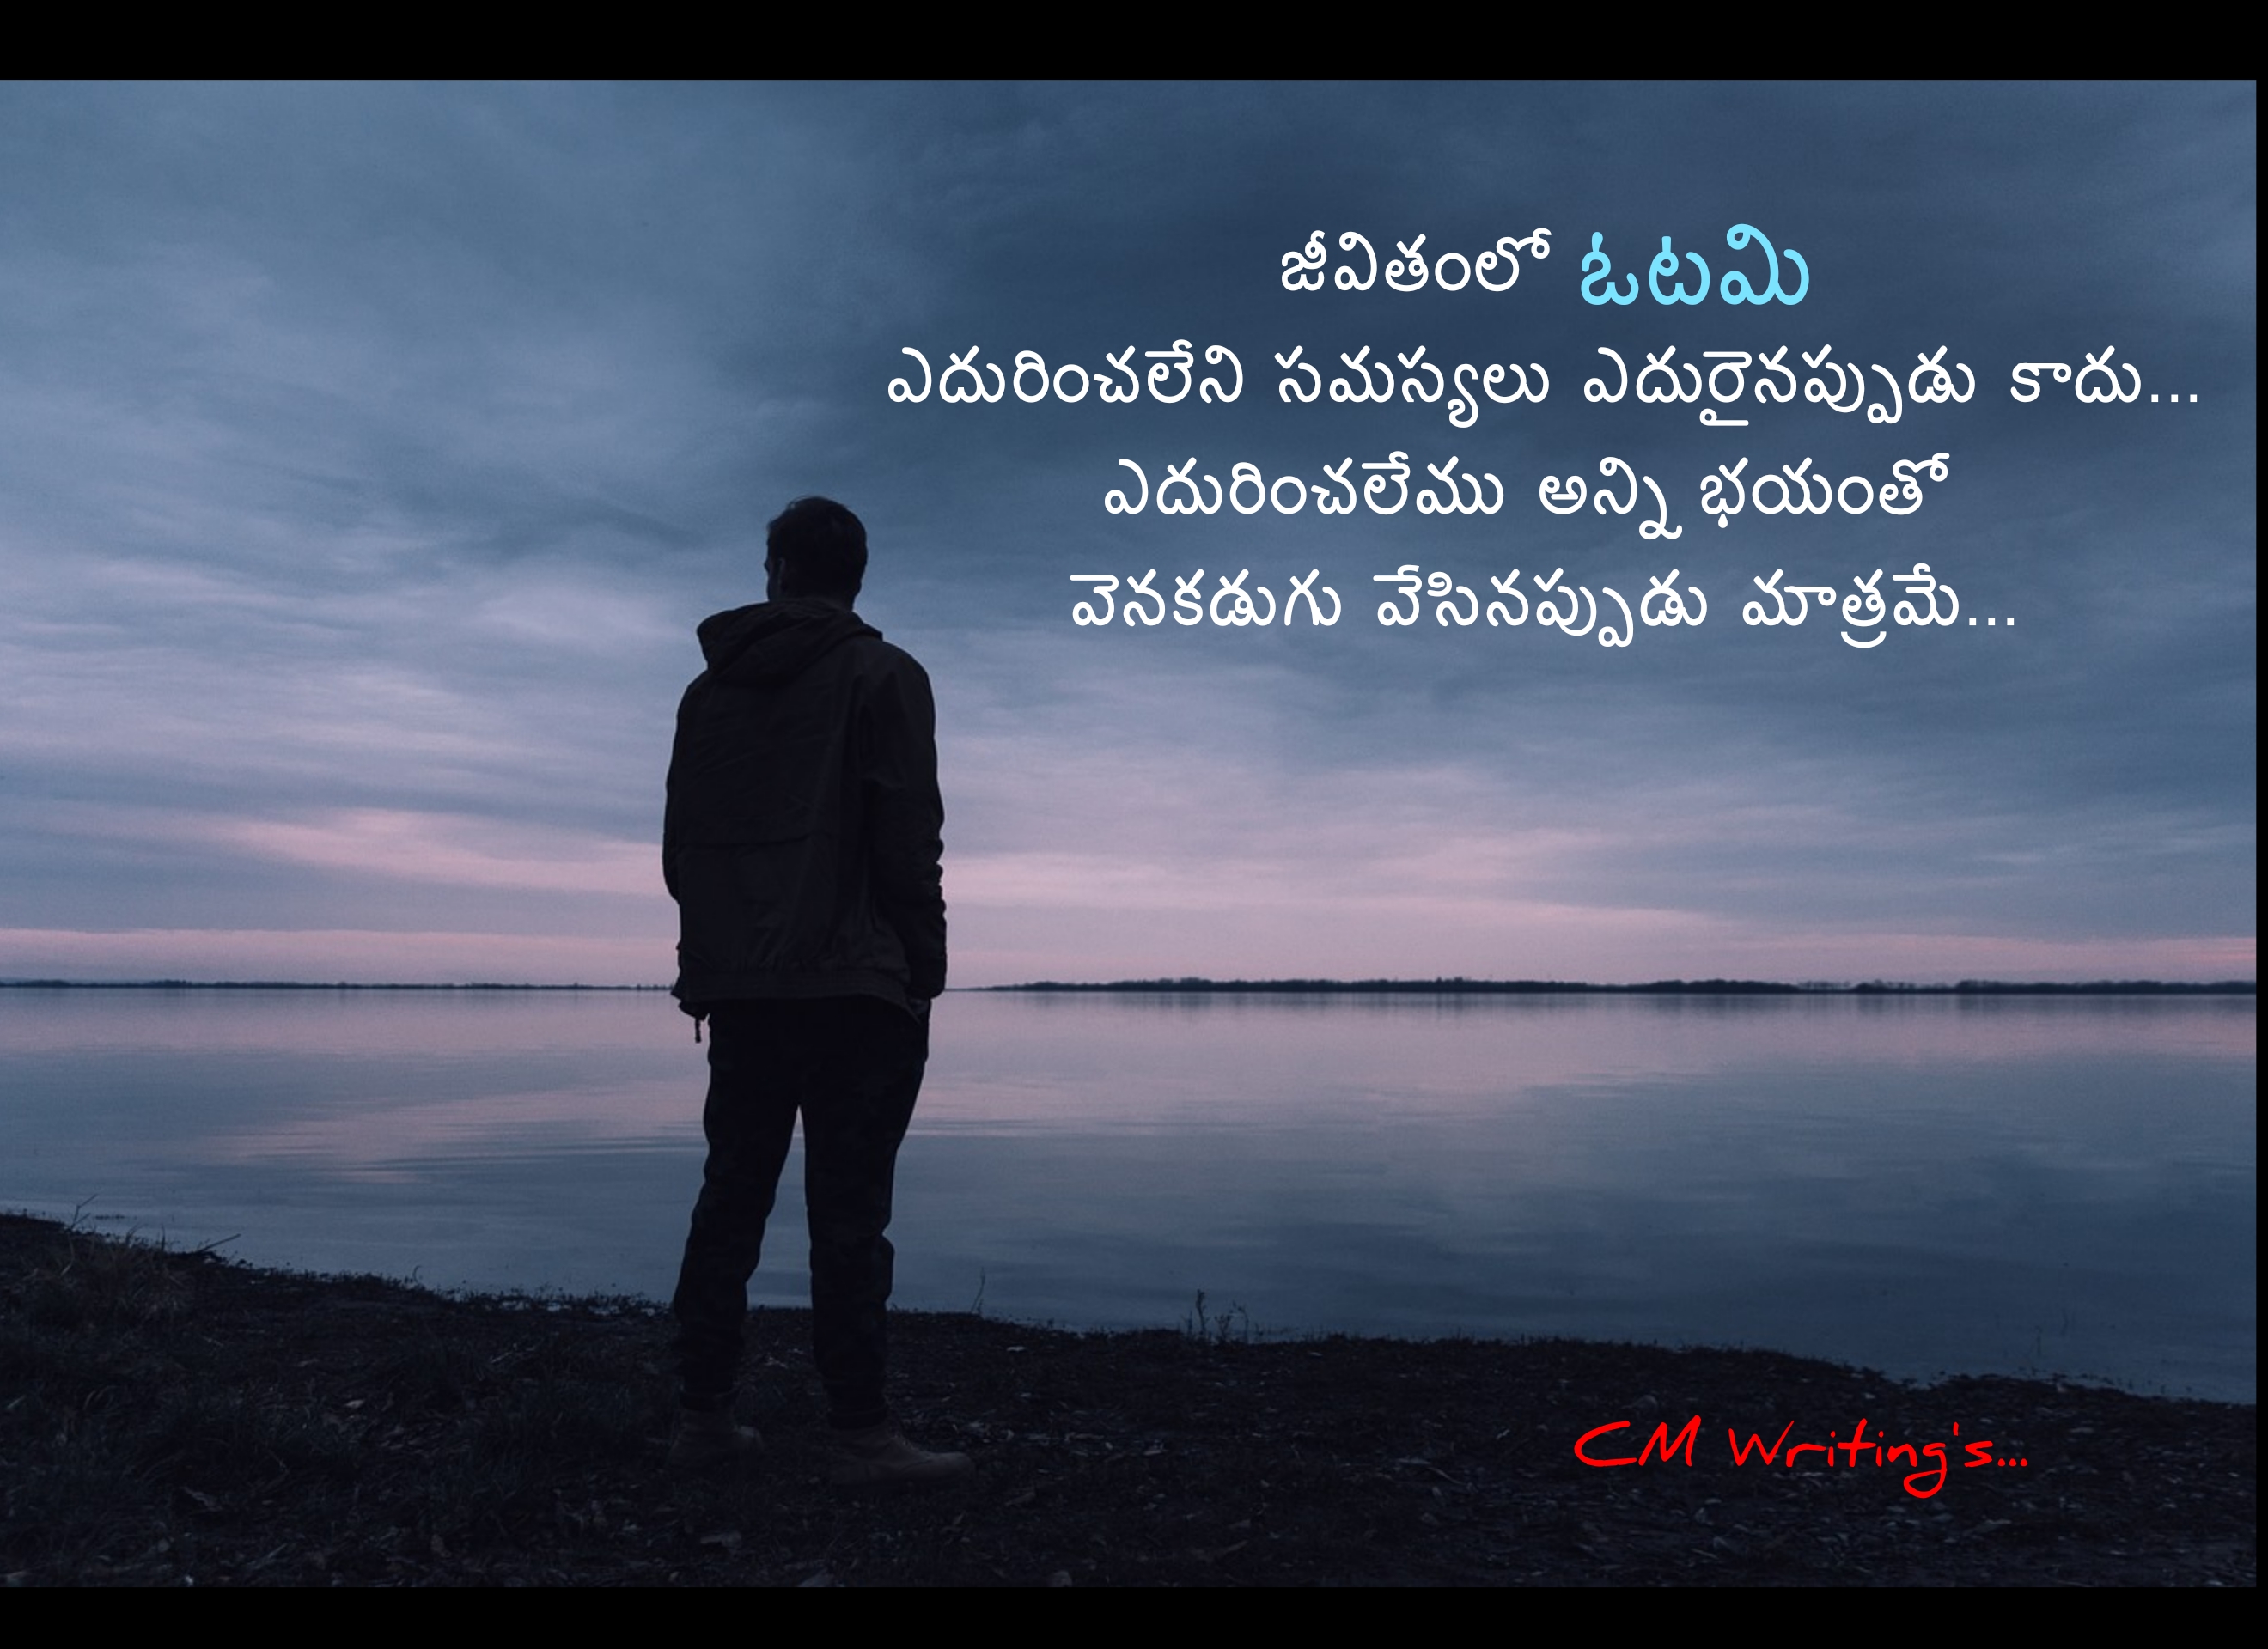 జీవితంలో ఓటమి
ఎదురించలేని సమస్యలు ఎదురైనప్పుడు కాదు...
ఎదురించలేము అన్ని భయంతో
వెనకడుగు వేసినప్పుడు మాత్రమే...
CM Writing's...